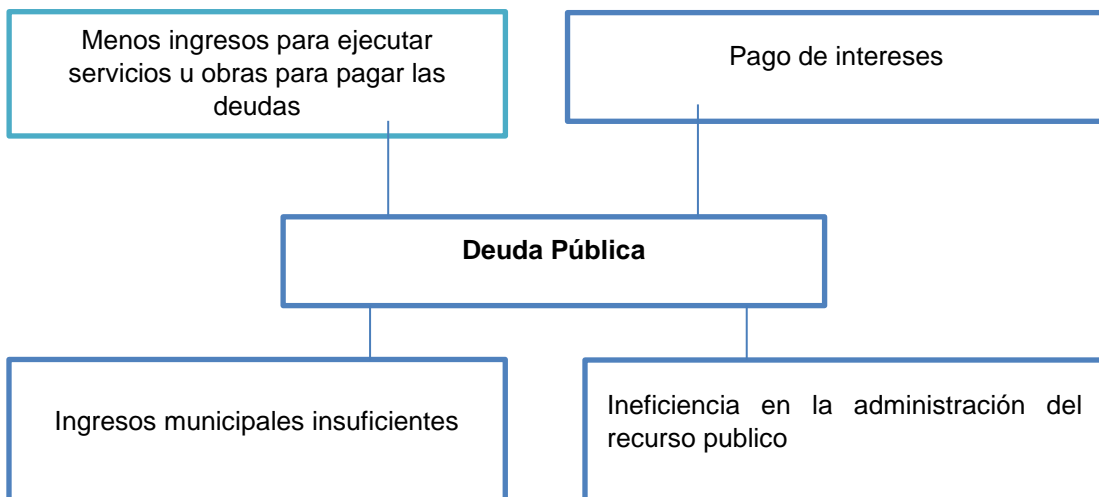 Menos ingresos para ejecutar
servicios u obras para pagar las
deudas
Pago de intereses
Deuda Pública
Ingresos municipales insuficientes
Ineficiencia en la administración del
recurso publico